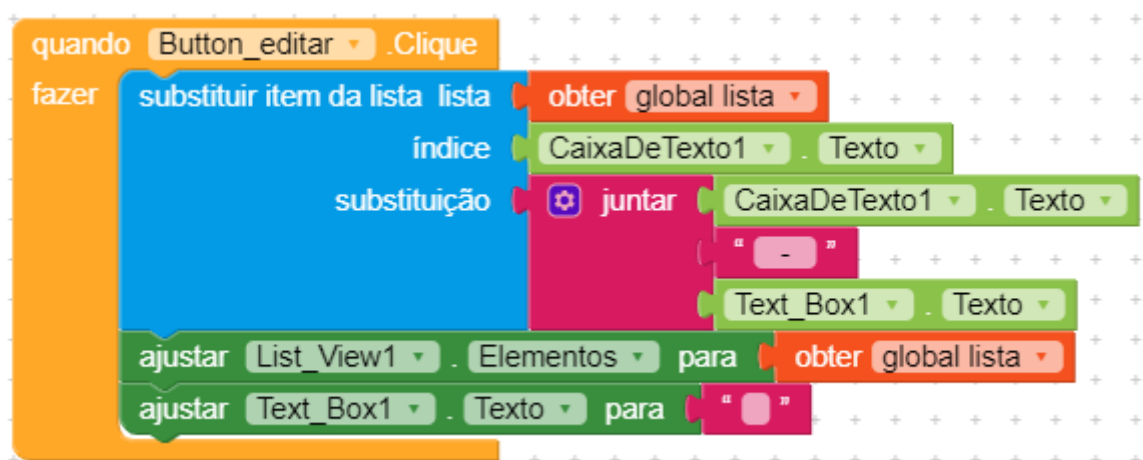 quando Button_editar .Clique
fazer substituir item da lista lista obter global lista
índice CaixaDeTexto1 . Texto
substituição juntar CaixaDeTexto1 . Texto
“ - ”
Text_Box1 . Texto
ajustar List_View1 . Elementos para obter global lista
ajustar Text_Box1 . Texto para “ ”